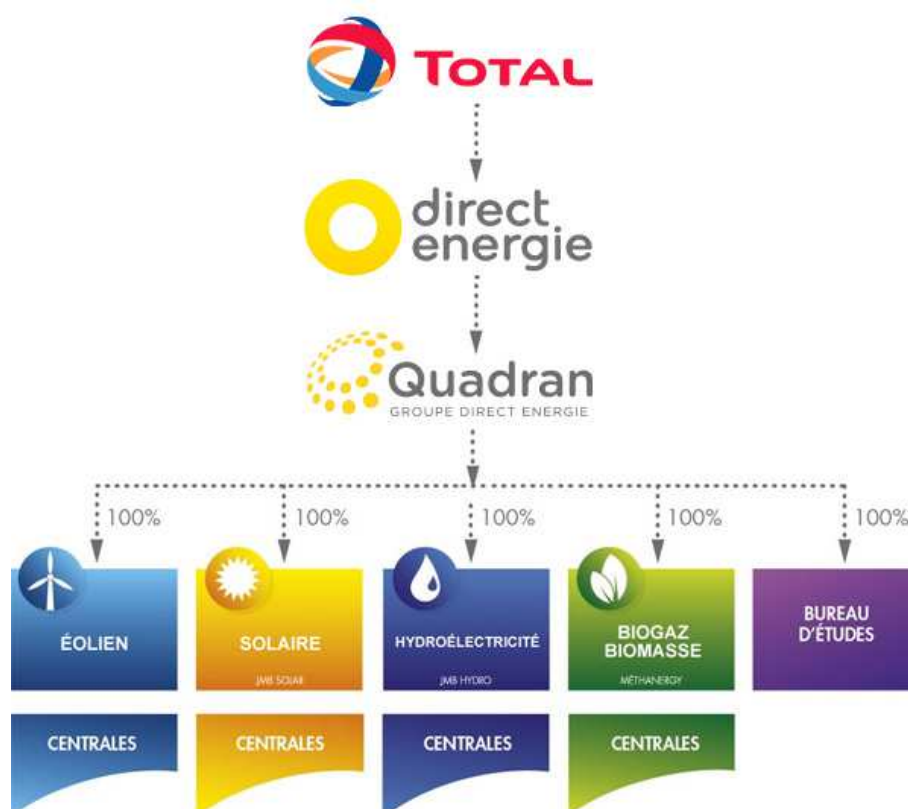 TOTAL
direct
energie
Quadran
GROUPE DIRECT ENERGIE
100%
100%
100%
100%
100%
ÉOLIEN
SOLAIRE
JMB SOLAR
HYDROÉLECTRICITÉ
JMB HYDRO
BIOGAZ
BIOMASSE
MÉTHANERGY
BUREAU
D'ÉTUDES
CENTRALES
CENTRALES
CENTRALES
CENTRALES